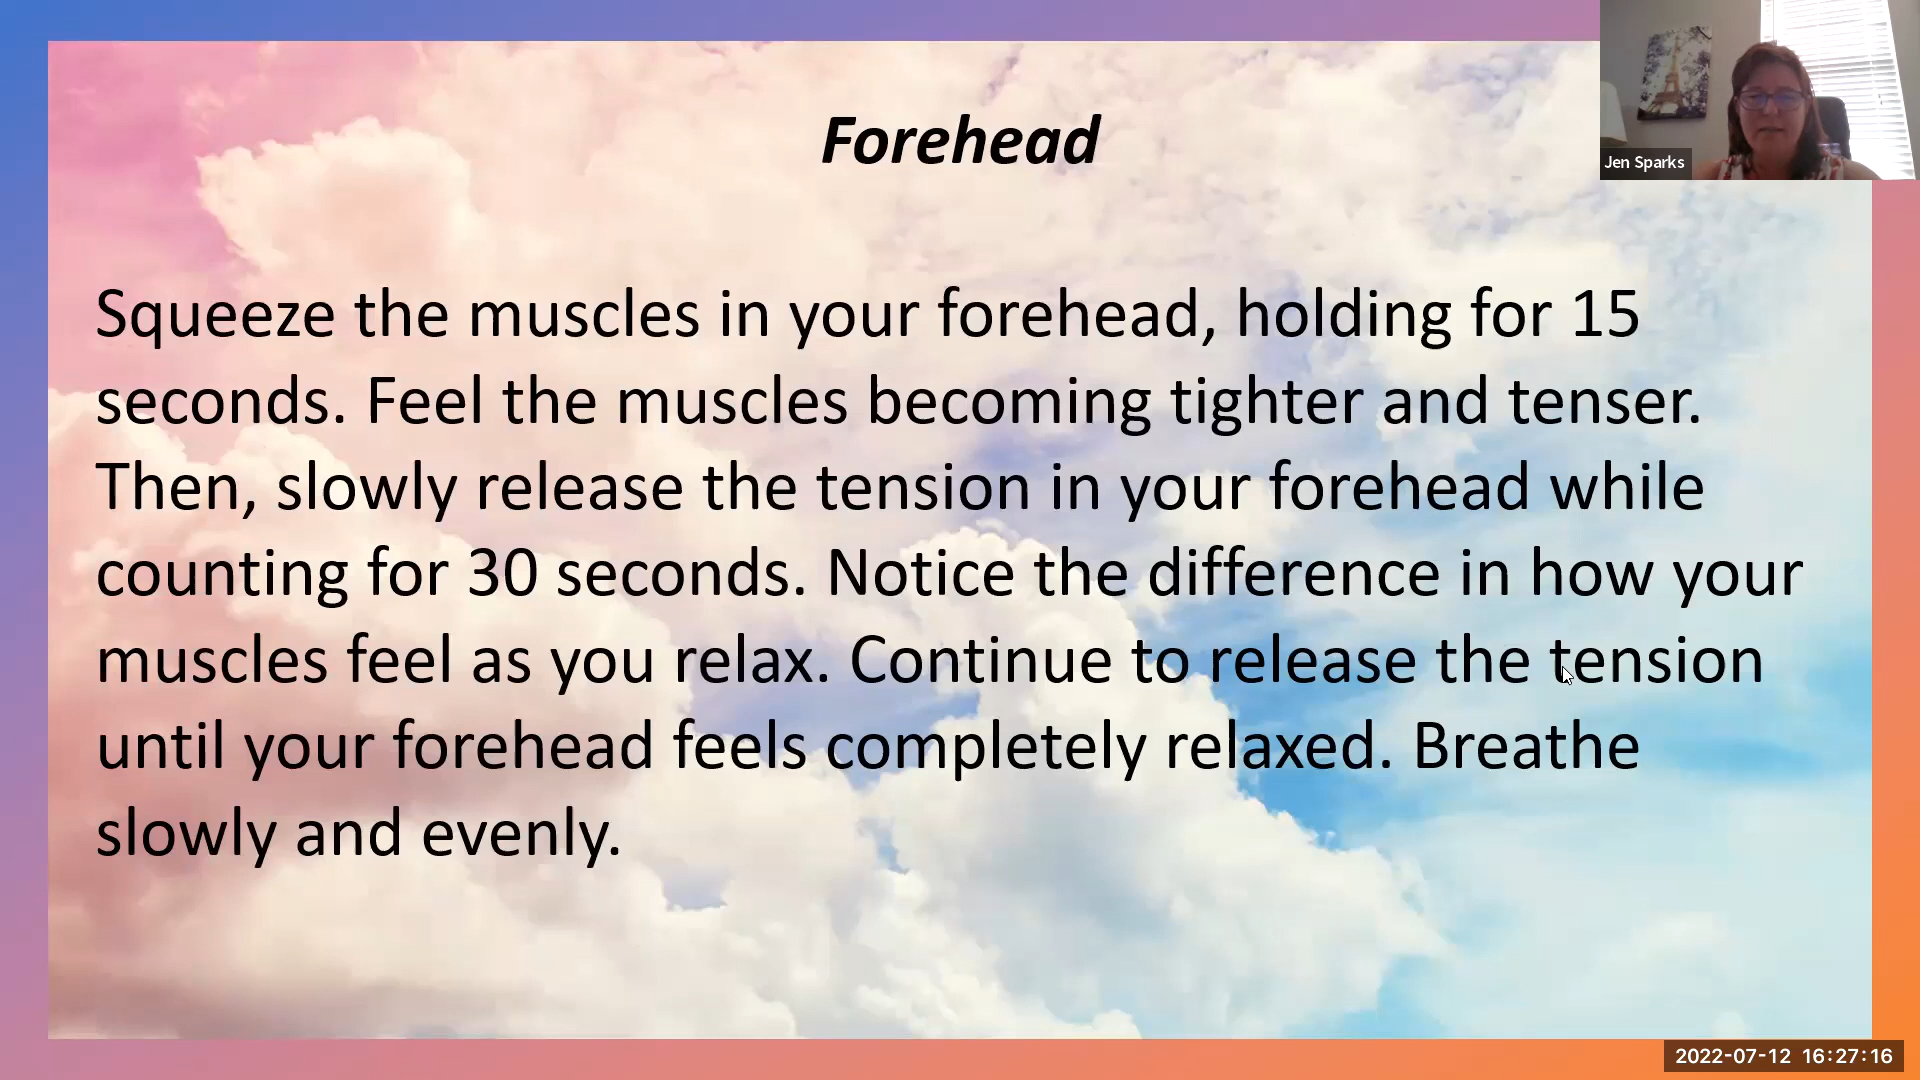 Forehead
Jen Sparks
Squeeze the muscles in your forehead, holding for 15
seconds. Feel the muscles becoming tighter and tenser.
Then, slowly release the tension in your forehead while
counting for 30 seconds. Notice the difference in how your
muscles feel as you relax. Continue to release the tension
until your forehead feels completely relaxed. Breathe
slowly and evenly.
2022-07-12 16:27:16